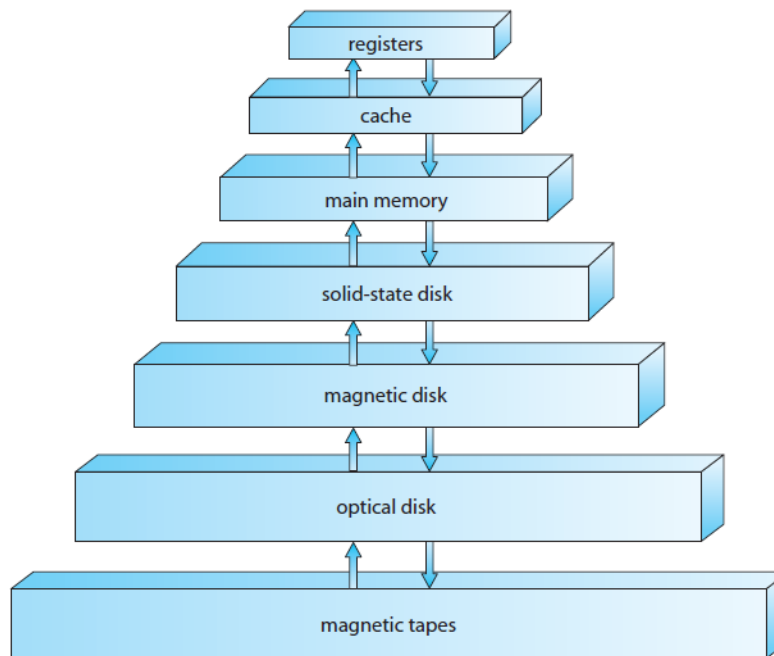 registers
cache
main memory
solid-state disk
magnetic disk
optical disk
magnetic tapes